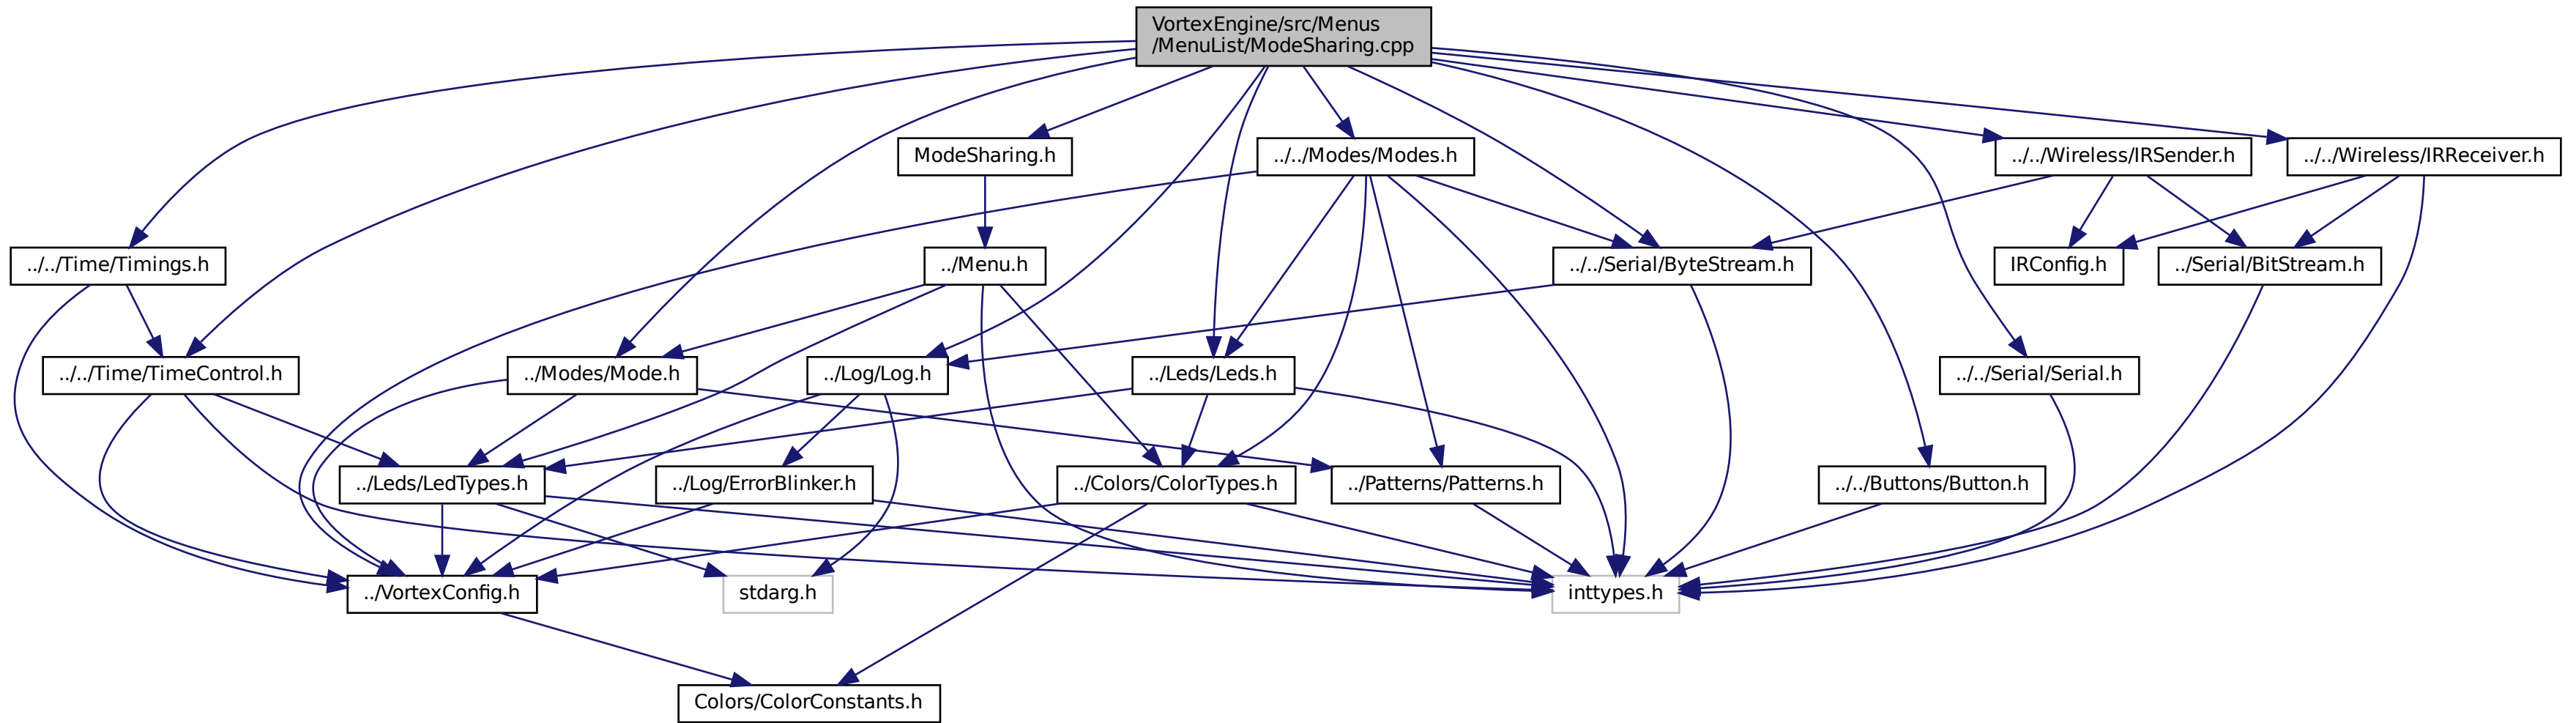 VortexEngine/src/Menus
/MenuList/ModeSharing.cpp
ModeSharing.h
../../Modes/Modes.h
../../Wireless/IRSender.h
../../Wireless/IRReceiver.h
../../Time/Timings.h
../Menu.h
../../Serial/ByteStream.h
IRConfig.h
../Serial/BitStream.h
../../Time/TimeControl.h
../Modes/Mode.h
../Log/Log.h
../Leds/Leds.h
../../Serial/Serial.h
../Leds/LedTypes.h
../Log/ErrorBlinker.h
../Colors/ColorTypes.h
../Patterns/Patterns.h
../../Buttons/Button.h
../VortexConfig.h
stdarg.h
inttypes.h
Colors/ColorConstants.h